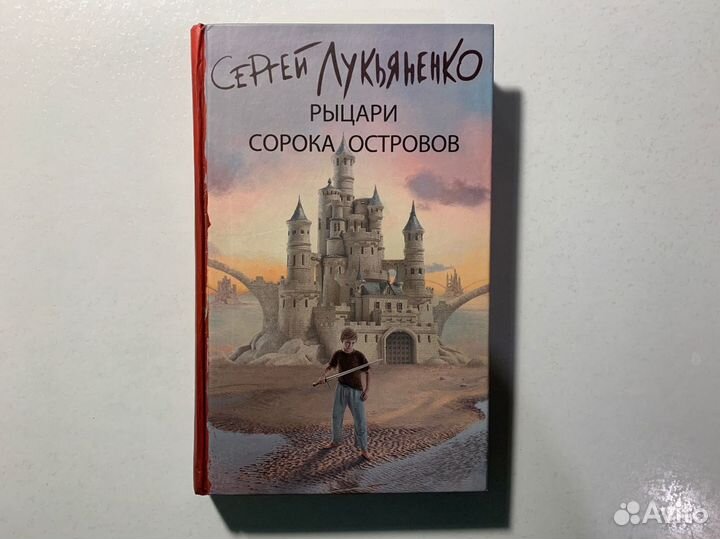 Сергей Лукьяненко
РЫЦАРИ
СОРОКА ОСТРОВОВ
Avito